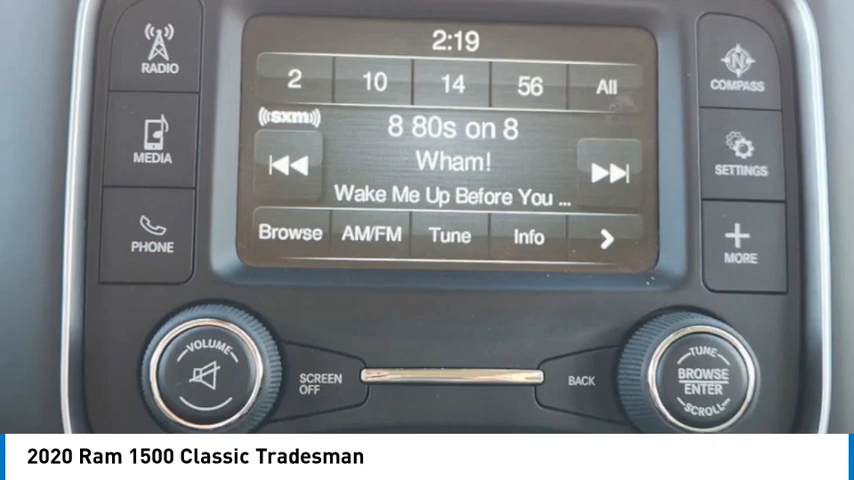 2:19
RADIO
2 10 14 56 All
COMPASS
((sxm))
8 80s on 8
MEDIA
Wham!
SETTINGS
Wake Me Up Before You ...
PHONE
Browse AM/FM Tune Info
MORE
VOLUME
SCREEN
OFF
BACK
TUNE
BROWSE
ENTER
SCROLL
2020 Ram 1500 Classic Tradesman